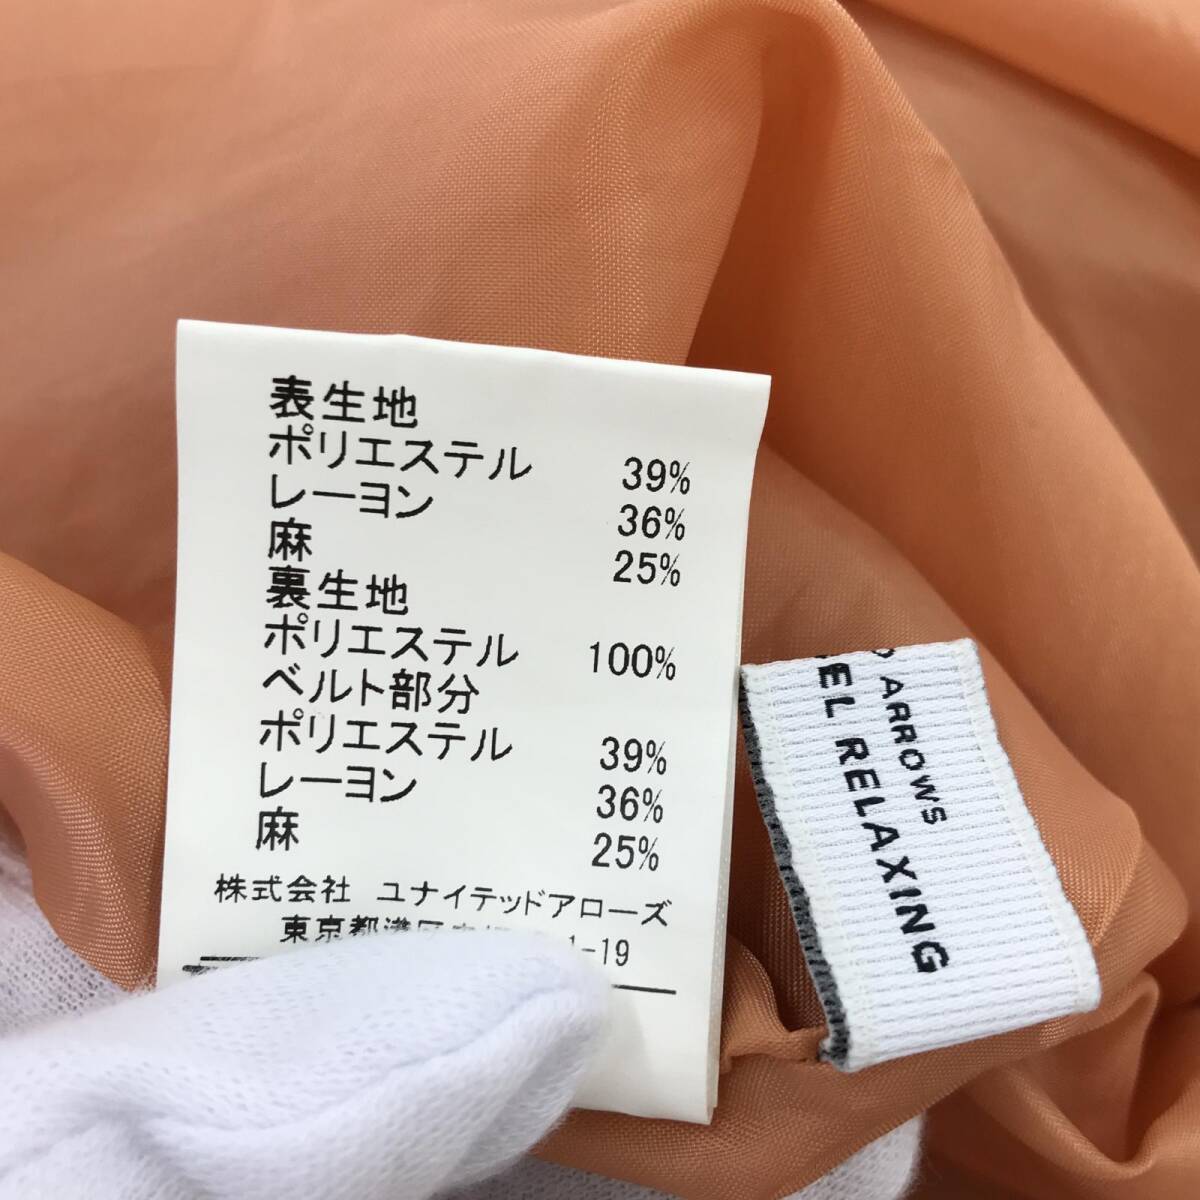 表生地
ポリエステル 39%
レーヨン 36%
麻 25%
裏生地
ポリエステル 100%
ベルト部分
ポリエステル 39%
レーヨン 36%
麻 25%
株式会社 ユナイテッドアローズ
東京都港区 1-19
ARROWS
RELAXING